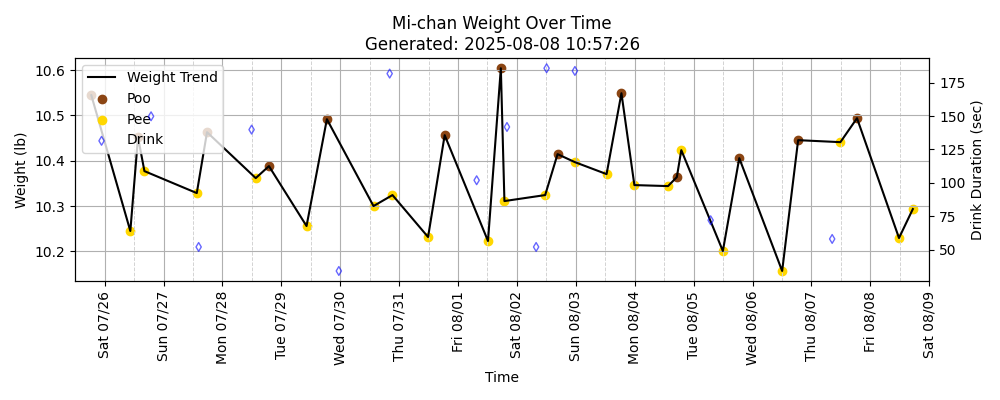 Mi-chan Weight Over Time
Generated: 2025-08-08 10:57:26
Weight (lb)
10.6
10.5
10.4
10.3
10.2
Weight Trend
Poo
Pee
Drink
175
150
125
100
75
50
Drink Duration (sec)
Sat 07/26
Sun 07/27
Mon 07/28
Tue 07/29
Wed 07/30
Thu 07/31
Fri 08/01
Sat 08/02
Sun 08/03
Mon 08/04
Tue 08/05
Wed 08/06
Thu 08/07
Fri 08/08
Sat 08/09
Time